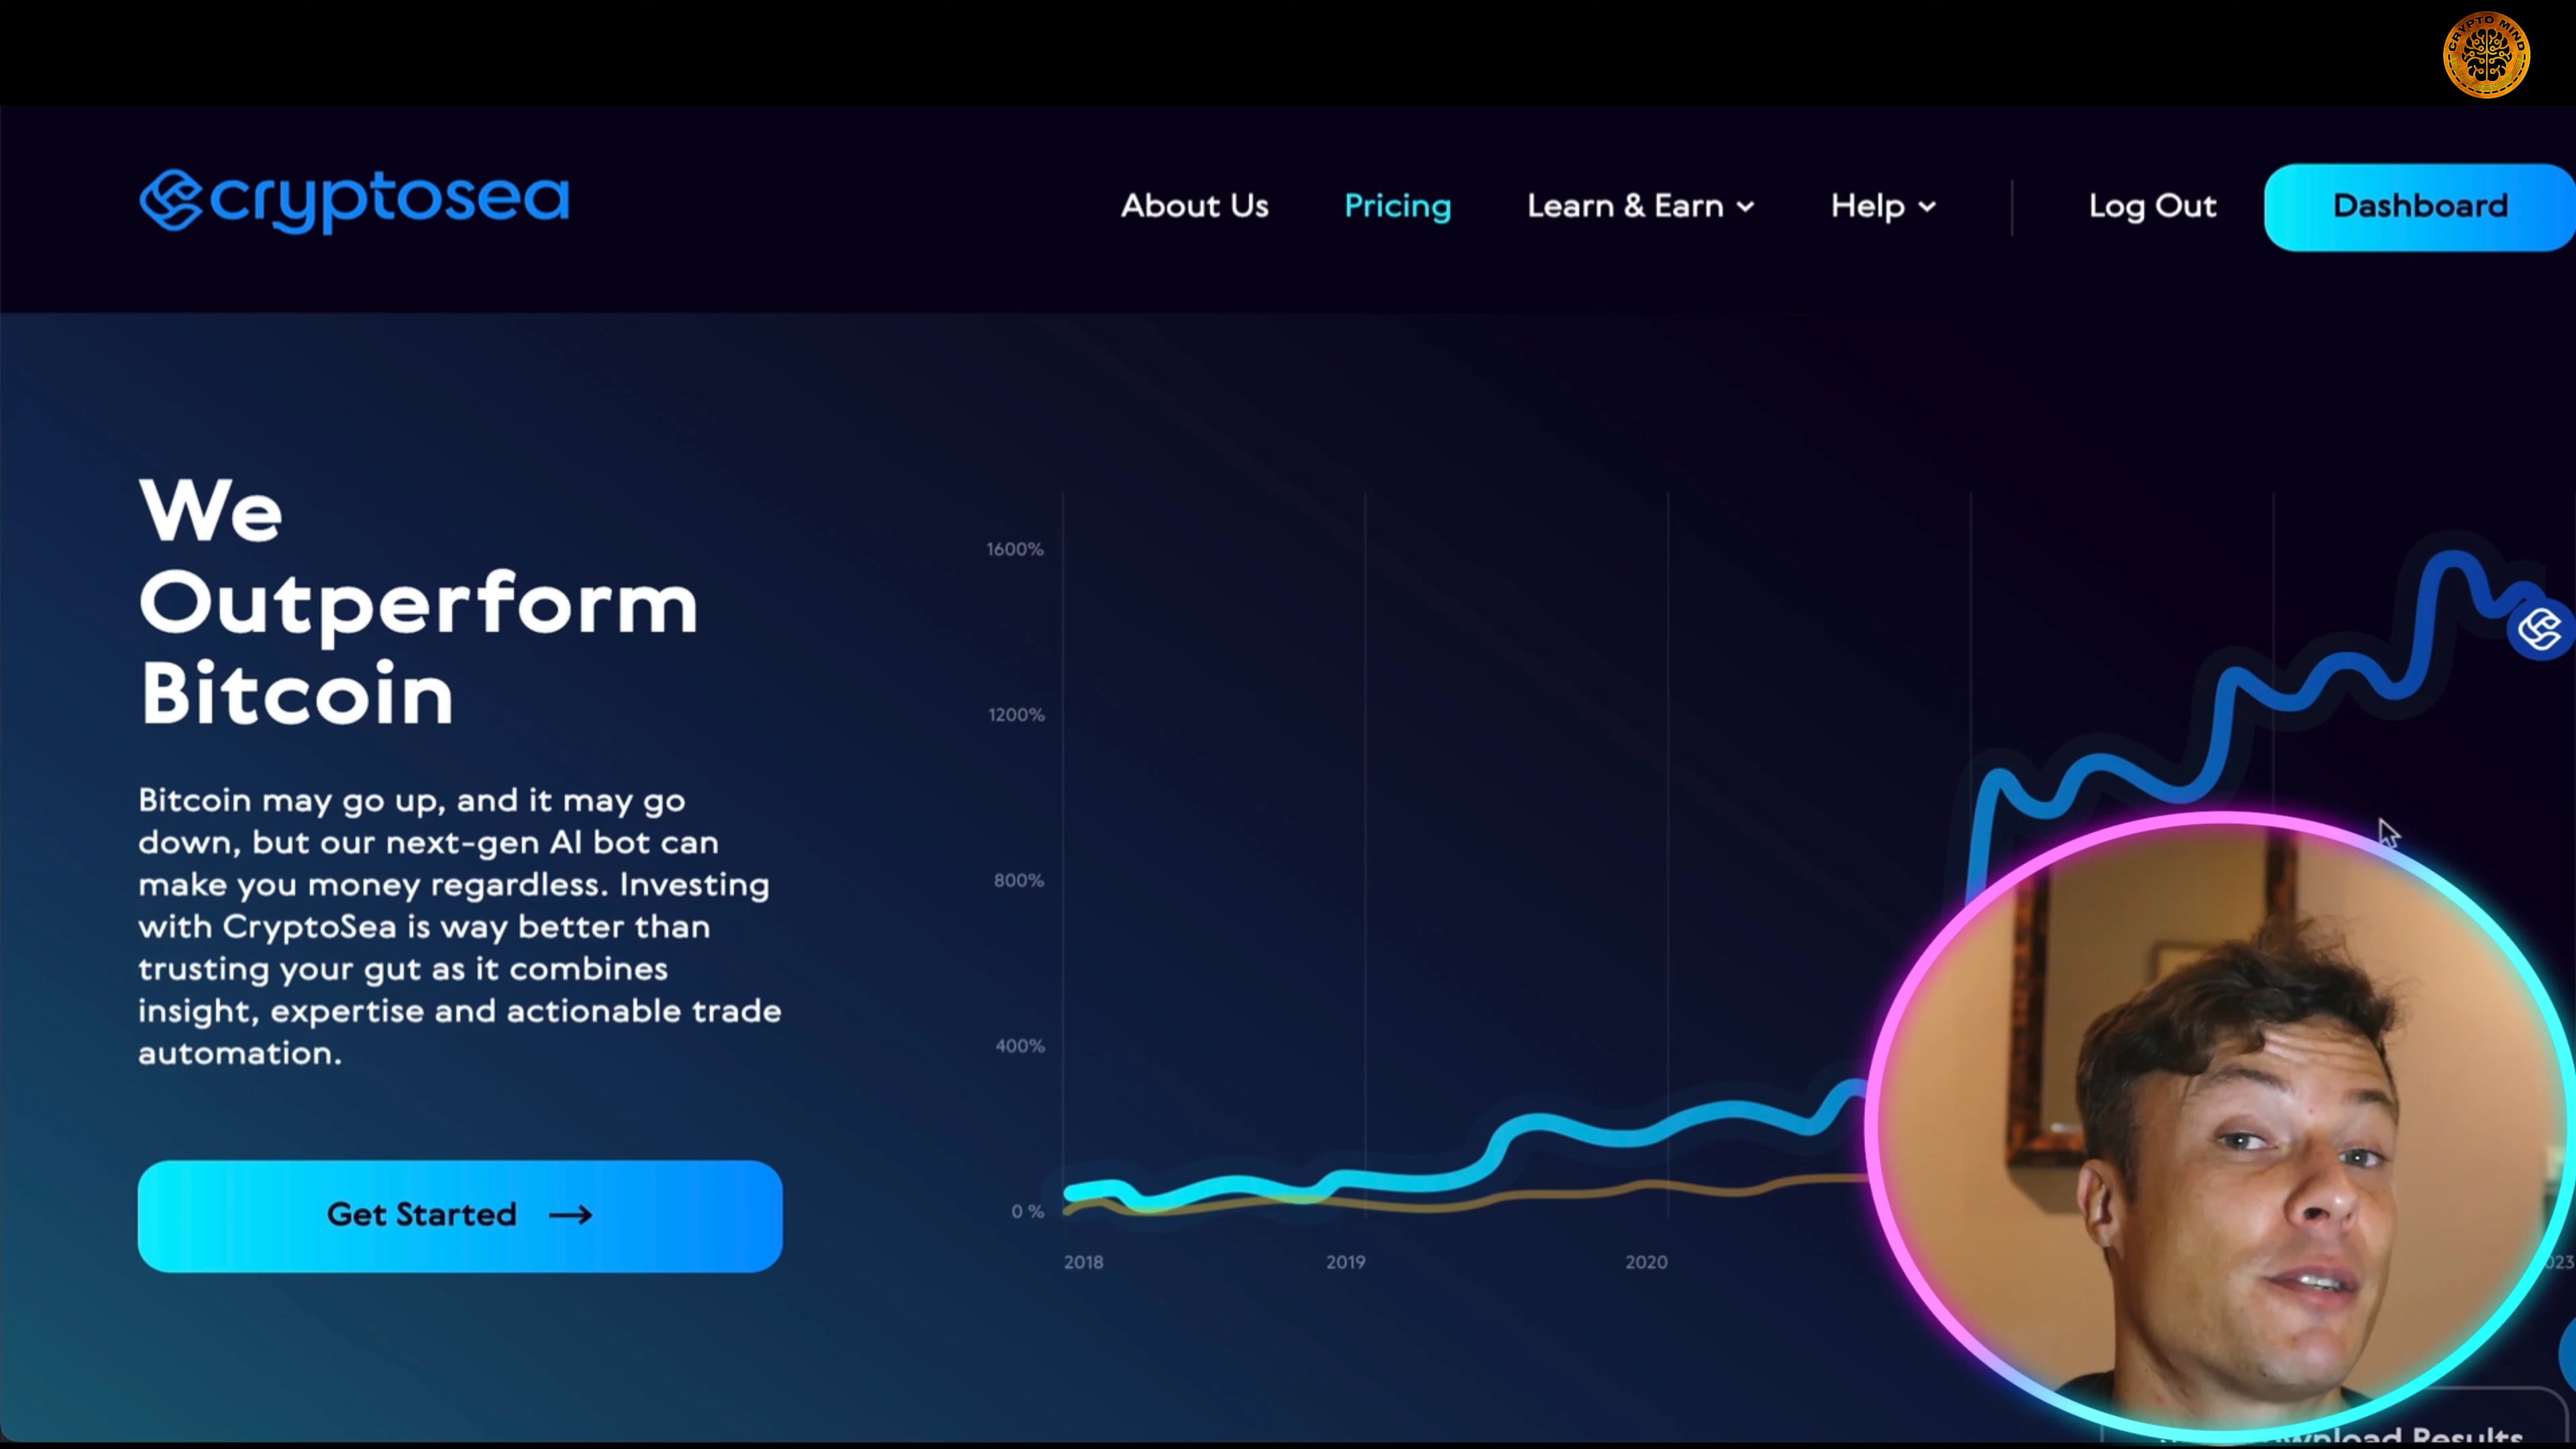 CRYPTO MIND
cryptosea
About Us Pricing Learn & Earn Help Log Out Dashboard
We
Outperform
Bitcoin
Bitcoin may go up, and it may go
down, but our next-gen AI bot can
make you money regardless. Investing
with CryptoSea is way better than
trusting your gut as it combines
insight, expertise and actionable trade
automation.
Get Started
1600%
1200%
800%
400%
0 %
2018 2019 2020
Results